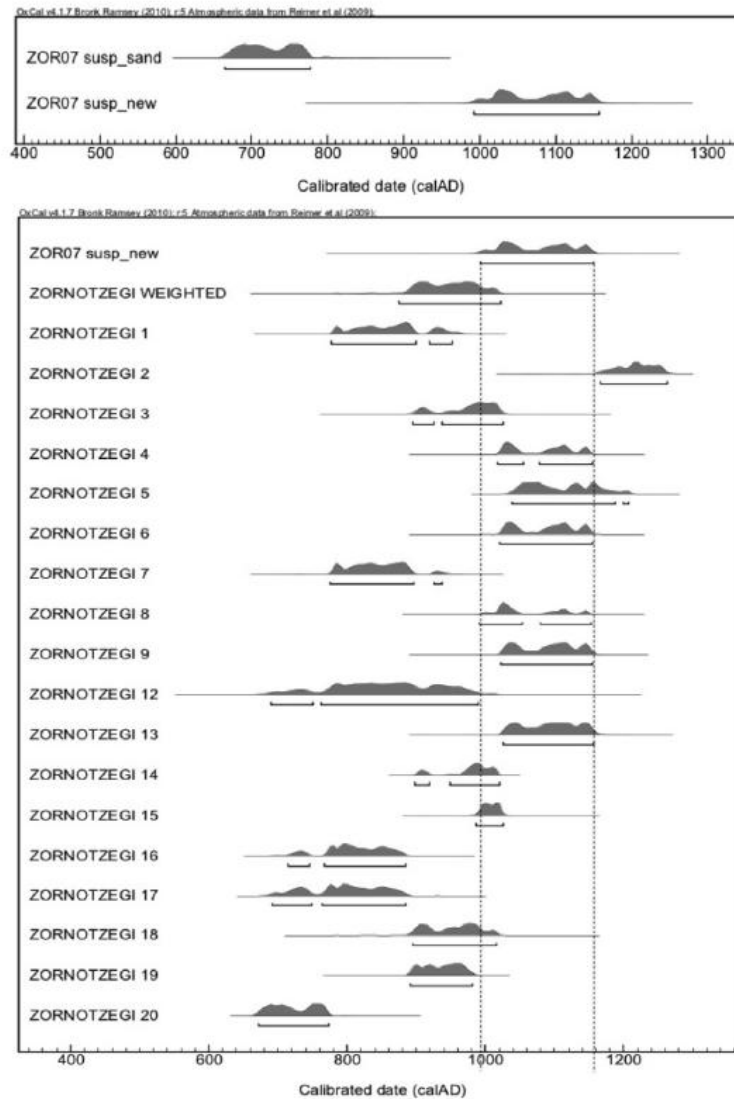 OxCal v4.1.7 Bronk Ramsey (2010); r:5 Atmospheric data from Reimer et al (2009);
ZOR07 susp_sand
ZOR07 susp_new
400 500 600 700 800 900 1000 1100 1200 1300
Calibrated date (calAD)
OxCal v4.1.7 Bronk Ramsey (2010); r:5 Atmospheric data from Reimer et al (2009);
ZOR07 susp_new
ZORNOTZEGI WEIGHTED
ZORNOTZEGI 1
ZORNOTZEGI 2
ZORNOTZEGI 3
ZORNOTZEGI 4
ZORNOTZEGI 5
ZORNOTZEGI 6
ZORNOTZEGI 7
ZORNOTZEGI 8
ZORNOTZEGI 9
ZORNOTZEGI 12
ZORNOTZEGI 13
ZORNOTZEGI 14
ZORNOTZEGI 15
ZORNOTZEGI 16
ZORNOTZEGI 17
ZORNOTZEGI 18
ZORNOTZEGI 19
ZORNOTZEGI 20
400 600 800 1000 1200
Calibrated date (calAD)